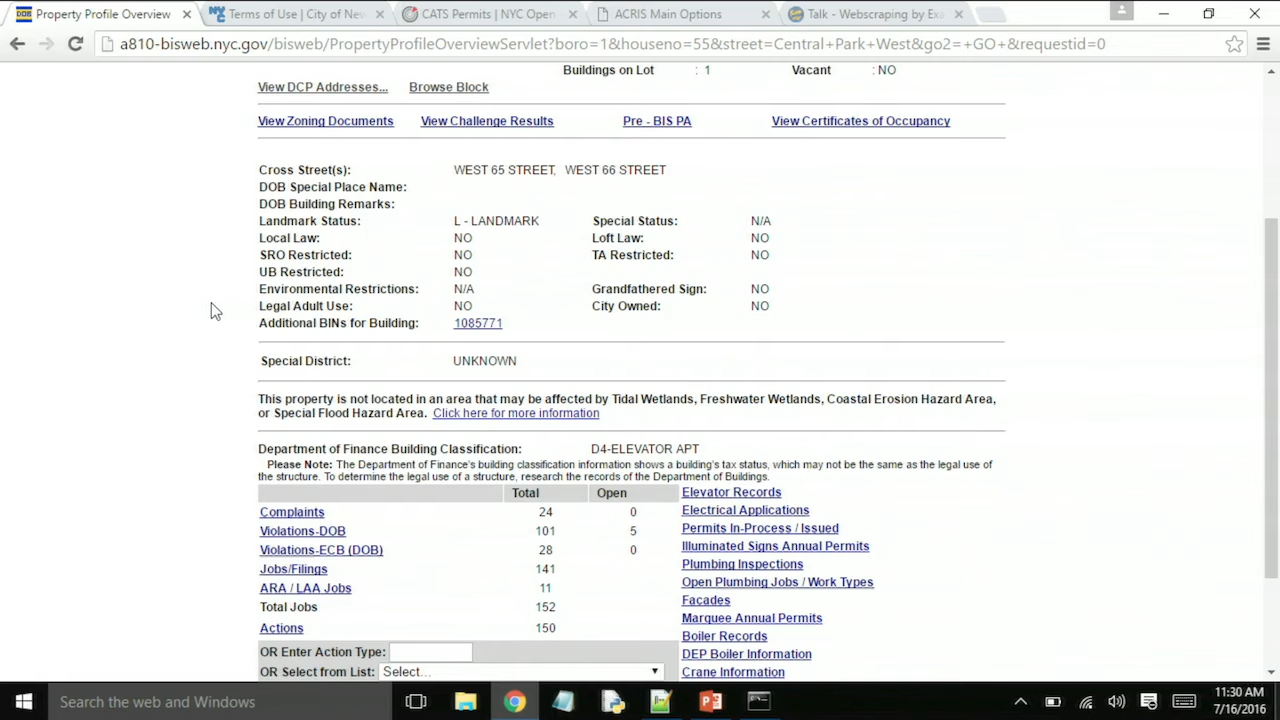 Property Profile Overview
Terms of Use | City of New
CATS Permits | NYC Open
ACRIS Main Options
Talk - Webscraping by Exa
a810-bisweb.nyc.gov/bisweb/PropertyProfileOverviewServlet?boro=1&houseno=55&street=Central+Park+West&go2=+GO+&requestid=0
Buildings on Lot : 1 Vacant : NO
View DCP Addresses... Browse Block
View Zoning Documents View Challenge Results Pre - BIS PA View Certificates of Occupancy
Cross Street(s): WEST 65 STREET, WEST 66 STREET
DOB Special Place Name:
DOB Building Remarks:
Landmark Status: L - LANDMARK Special Status: N/A
Local Law: NO Loft Law: NO
SRO Restricted: NO TA Restricted: NO
UB Restricted: NO
Environmental Restrictions: N/A Grandfathered Sign: NO
Legal Adult Use: NO City Owned: NO
Additional BINs for Building: 1085771
Special District: UNKNOWN
This property is not located in an area that may be affected by Tidal Wetlands, Freshwater Wetlands, Coastal Erosion Hazard Area,
or Special Flood Hazard Area. Click here for more information
Department of Finance Building Classification: D4-ELEVATOR APT
Please Note: The Department of Finance's building classification information shows a building's tax status, which may not be the same as the legal use of
the structure. To determine the legal use of a structure, research the records of the Department of Buildings.
Total Open
Complaints 24 0
Violations-DOB 101 5
Violations-ECB (DOB) 28 0
Jobs/Filings 141
ARA / LAA Jobs 11
Total Jobs 152
Actions 150
OR Enter Action Type:
OR Select from List: Select...
Elevator Records
Electrical Applications
Permits In-Process / Issued
Illuminated Signs Annual Permits
Plumbing Inspections
Open Plumbing Jobs / Work Types
Facades
Marquee Annual Permits
Boiler Records
DEP Boiler Information
Crane Information
Search the web and Windows
11:30 AM
7/16/2016